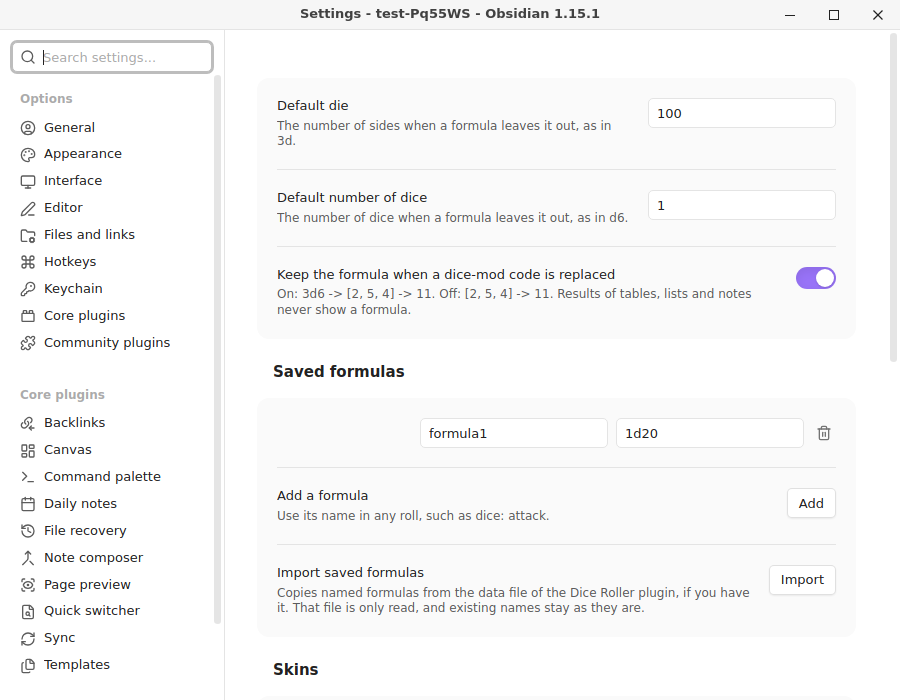 Settings - test-Pq55WS - Obsidian 1.15.1
Search settings...
Options
General
Appearance
Interface
Editor
Files and links
Hotkeys
Keychain
Core plugins
Community plugins
Core plugins
Backlinks
Canvas
Command palette
Daily notes
File recovery
Note composer
Page preview
Quick switcher
Sync
Templates
Default die
The number of sides when a formula leaves it out, as in
3d.
100
Default number of dice
The number of dice when a formula leaves it out, as in d6.
1
Keep the formula when a dice-mod code is replaced
On: 3d6 -> [2, 5, 4] -> 11. Off: [2, 5, 4] -> 11. Results of tables, lists and notes
never show a formula.
Saved formulas
formula1
1d20
Add a formula
Use its name in any roll, such as dice: attack.
Add
Import saved formulas
Copies named formulas from the data file of the Dice Roller plugin, if you have
it. That file is only read, and existing names stay as they are.
Import
Skins